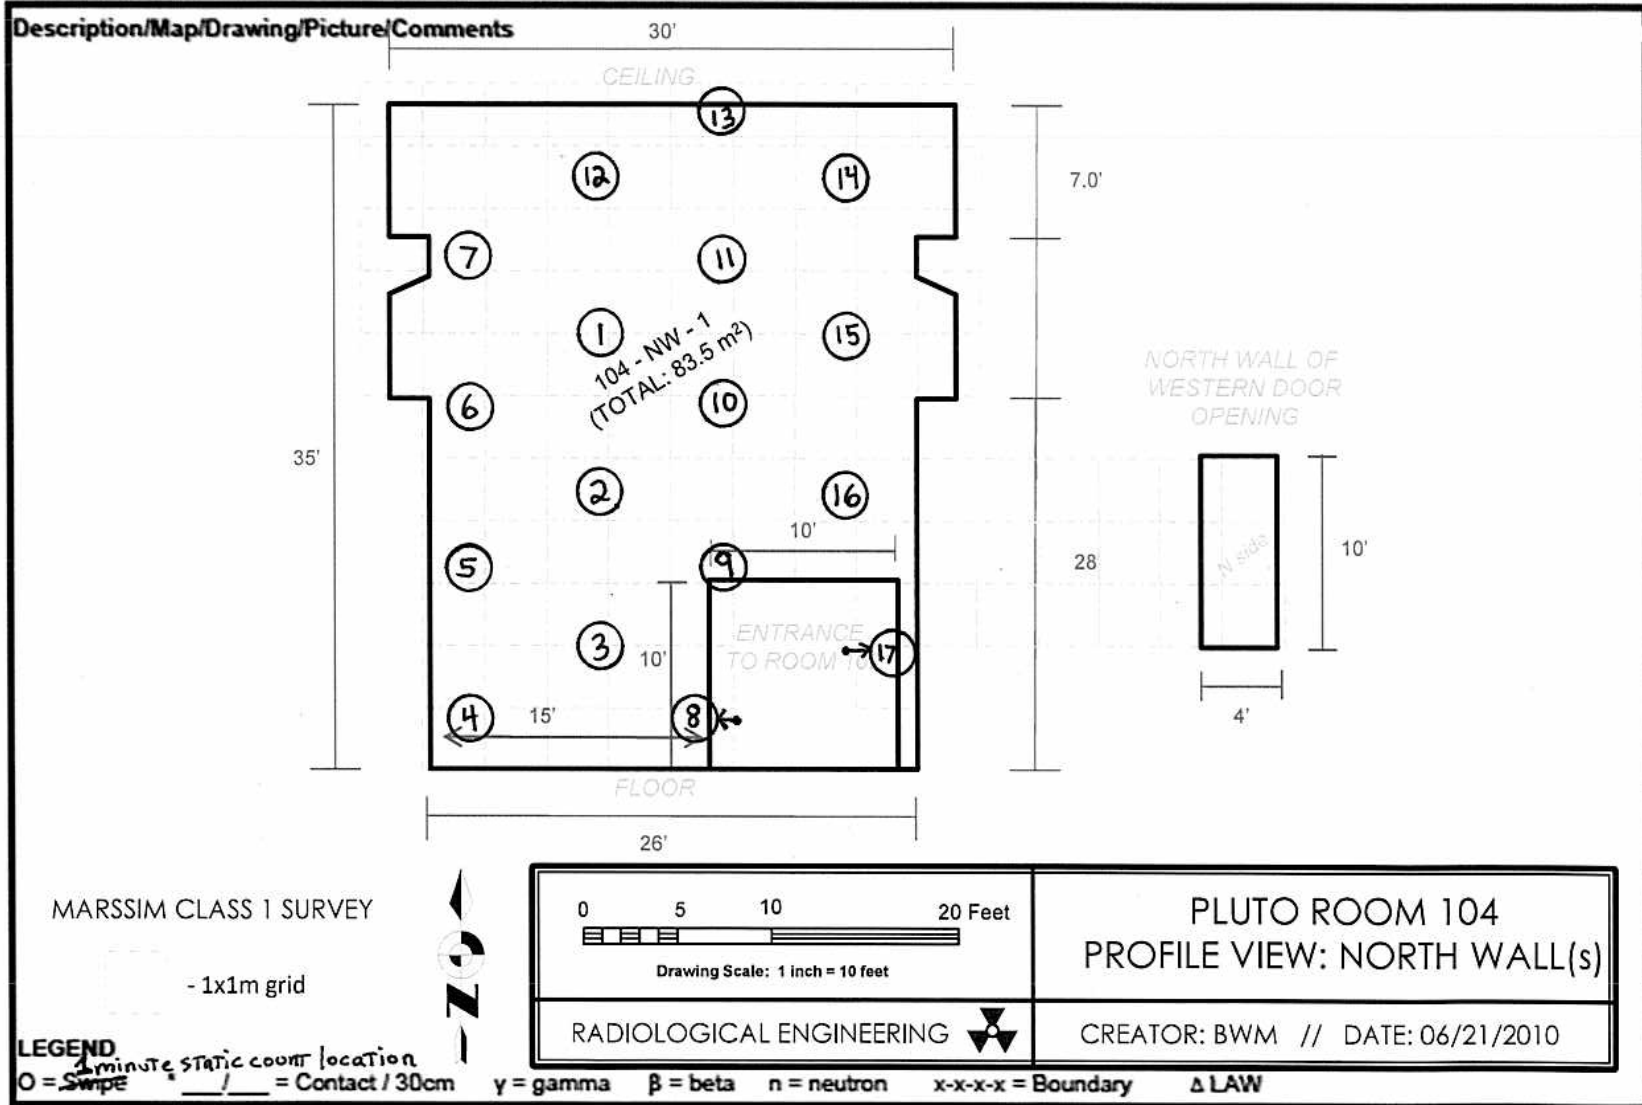 Description/Map/Drawing/Picture/Comments
30'
CEILING
13
12
14
7.0'
7
11
1
15
104 - NW - 1
(TOTAL: 83.5 m²)
NORTH WALL OF
WESTERN DOOR
OPENING
6
10
35'
2
16
10'
5
9
28
N side
10'
ENTRANCE
TO ROOM
3
10'
17
4
15'
8
4'
FLOOR
26'
MARSSIM CLASS 1 SURVEY
- 1x1m grid
N
0 5 10 20 Feet
Drawing Scale: 1 inch = 10 feet
PLUTO ROOM 104
PROFILE VIEW: NORTH WALL(s)
RADIOLOGICAL ENGINEERING
CREATOR: BWM // DATE: 06/21/2010
LEGEND
1 minute static count location
O = Swipe * ___/___ = Contact / 30cm γ = gamma β = beta n = neutron x-x-x-x = Boundary Δ LAW